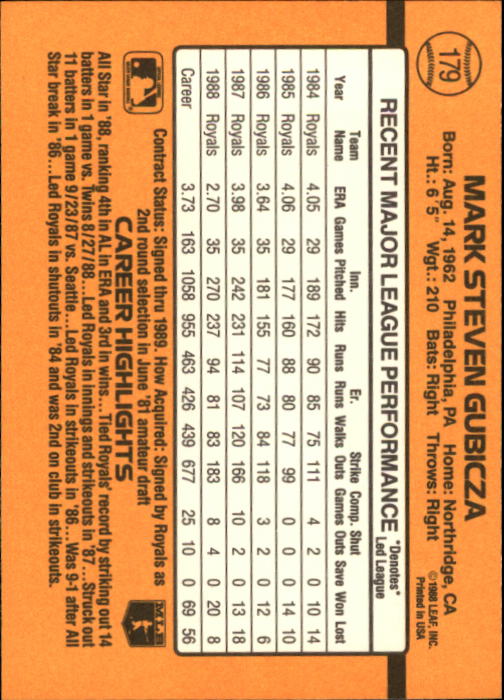 179
MARK STEVEN GUBICZA
Born: Aug. 14, 1962 Philadelphia, PA Home: Northridge, CA
Ht.: 6' 5" Wgt.: 210 Bats: Right Throws: Right
©1988 LEAF, INC.
Printed in USA
RECENT MAJOR LEAGUE PERFORMANCE *Denotes Led League
Year Team Name ERA Games Inn. Pitched Hits Runs Er. Runs Walks Strike Outs Comp. Games Shut Outs Save Won Lost
1984 Royals 4.05 29 189 172 90 85 75 111 4 2 0 10 14
1985 Royals 4.06 29 177 160 88 80 77 99 0 0 0 14 10
1986 Royals 3.64 35 181 155 77 73 84 118 3 2 0 12 6
1987 Royals 3.98 35 242 231 114 107 120 166 10 2 0 13 18
1988 Royals 2.70 35 270 237 94 81 83 183 8 4 0 20 8
Career 3.73 163 1058 955 463 426 439 677 25 10 0 69 56
Contract Status: Signed thru 1989. How Acquired: Signed by Royals as
2nd round selection in June '81 amateur draft
CAREER HIGHLIGHTS
MLB
All Star in '88, ranking 4th in AL in ERA and 3rd in wins...Tied Royals' record by striking out 14
batters in 1 game vs. Twins 8/27/88...Led Royals in innings and strikeouts in '87...Struck out
11 batters in 1 game 9/23/87 vs. Seattle...Led Royals in strikeouts in '86...Was 9-1 after All
Star break in '86...Led Royals in shutouts in '84 and was 2nd on club in strikeouts.